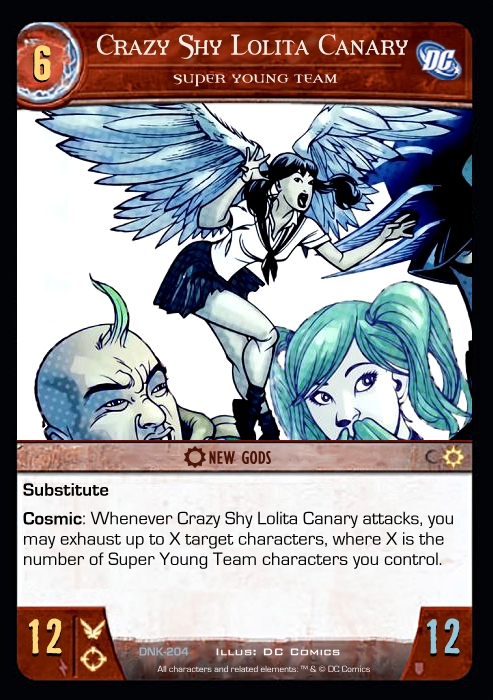 6
CRAZY SHY LOLITA CANARY
SUPER YOUNG TEAM
DC
NEW GODS
C
Substitute
Cosmic: Whenever Crazy Shy Lolita Canary attacks, you
may exhaust up to X target characters, where X is the
number of Super Young Team characters you control.
12
DNK-204 ILLUS: DC COMICS
All characters and related elements: ™ & © DC Comics
12